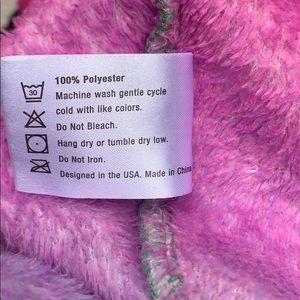 30
100% Polyester
Machine wash gentle cycle
cold with like colors.
Do Not Bleach.
Hang dry or tumble dry low.
Do Not Iron.
Designed in the USA. Made in China.